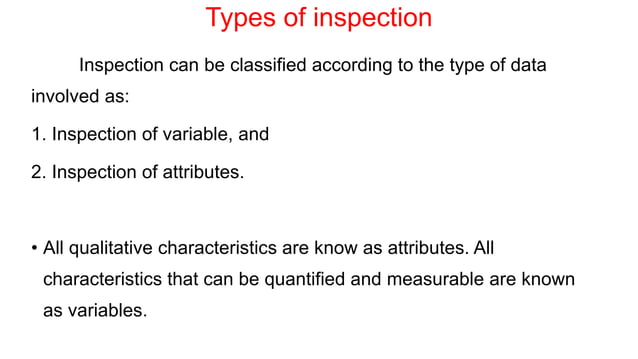 Types of inspection
Inspection can be classified according to the type of data
involved as:
1. Inspection of variable, and
2. Inspection of attributes.
• All qualitative characteristics are know as attributes. All
characteristics that can be quantified and measurable are known
as variables.